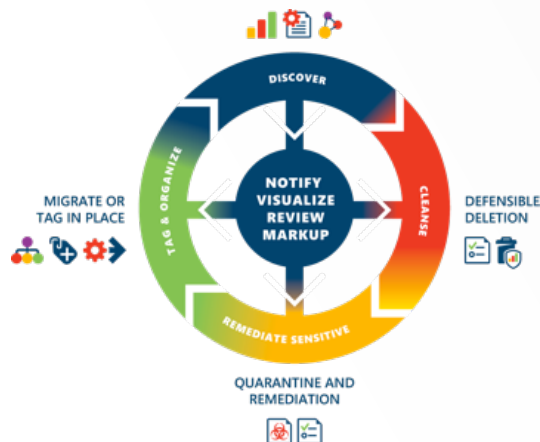 DISCOVER
TAG & ORGANIZE
NOTIFY
VISUALIZE
REVIEW
MARKUP
CLEANSE
MIGRATE OR
TAG IN PLACE
DEFENSIBLE
DELETION
REMEDIATE SENSITIVE
QUARANTINE AND
REMEDIATION